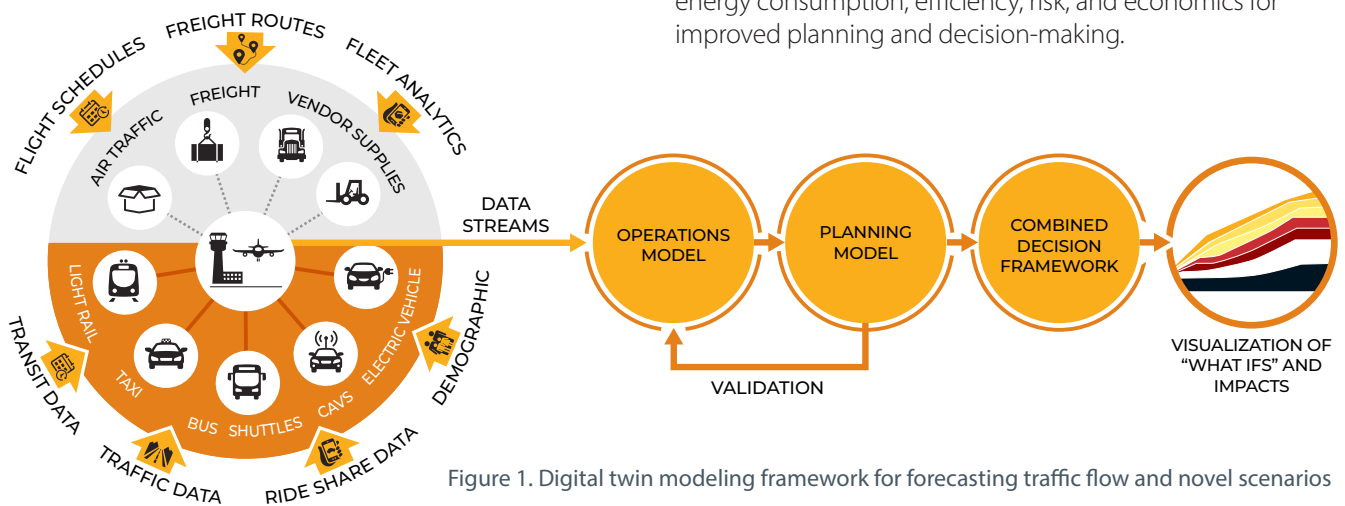 energy consumption, efficiency, risk, and economics for
improved planning and decision-making.
FLIGHT SCHEDULES
FREIGHT ROUTES
FLEET ANALYTICS
AIR TRAFFIC
FREIGHT
VENDOR SUPPLIES
LIGHT RAIL
TAXI
BUS SHUTTLES
CAVS
ELECTRIC VEHICLE
TRANSIT DATA
TRAFFIC DATA
RIDE SHARE DATA
DEMOGRAPHIC
DATA
STREAMS
OPERATIONS
MODEL
PLANNING
MODEL
COMBINED
DECISION
FRAMEWORK
VALIDATION
VISUALIZATION OF
“WHAT IFS” AND
IMPACTS
Figure 1. Digital twin modeling framework for forecasting traffic flow and novel scenarios